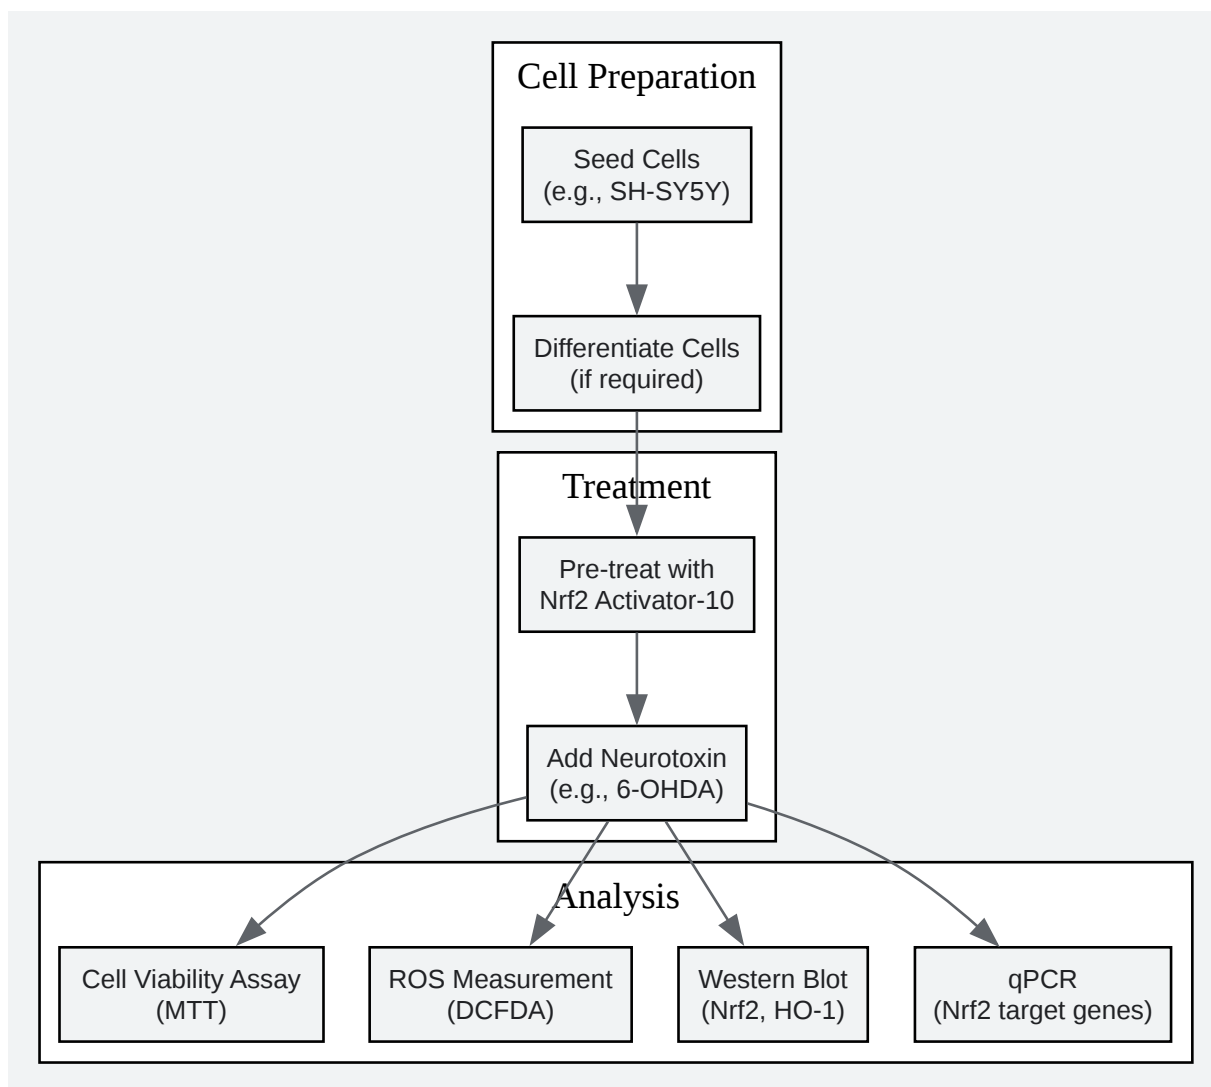 Cell Preparation
Seed Cells
(e.g., SH-SY5Y)
Differentiate Cells
(if required)
Treatment
Pre-treat with
Nrf2 Activator-10
Add Neurotoxin
(e.g., 6-OHDA)
Analysis
Cell Viability Assay
(MTT)
ROS Measurement
(DCFDA)
Western Blot
(Nrf2, HO-1)
qPCR
(Nrf2 target genes)